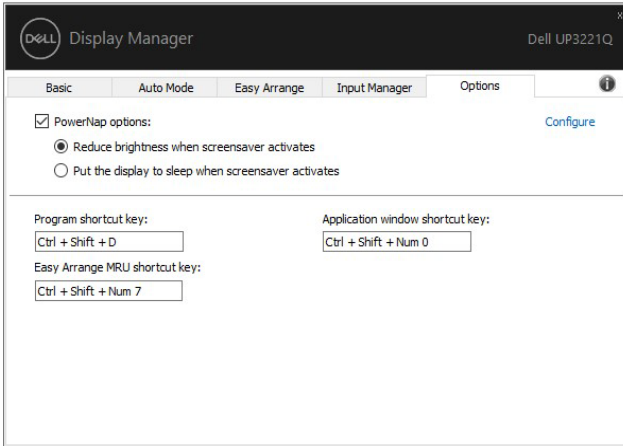 DELL Display Manager Dell UP3221Q x
Basic Auto Mode Easy Arrange Input Manager Options i
PowerNap options: Configure
Reduce brightness when screensaver activates
Put the display to sleep when screensaver activates
Program shortcut key: Application window shortcut key:
Ctrl + Shift + D Ctrl + Shift + Num 0
Easy Arrange MRU shortcut key:
Ctrl + Shift + Num 7